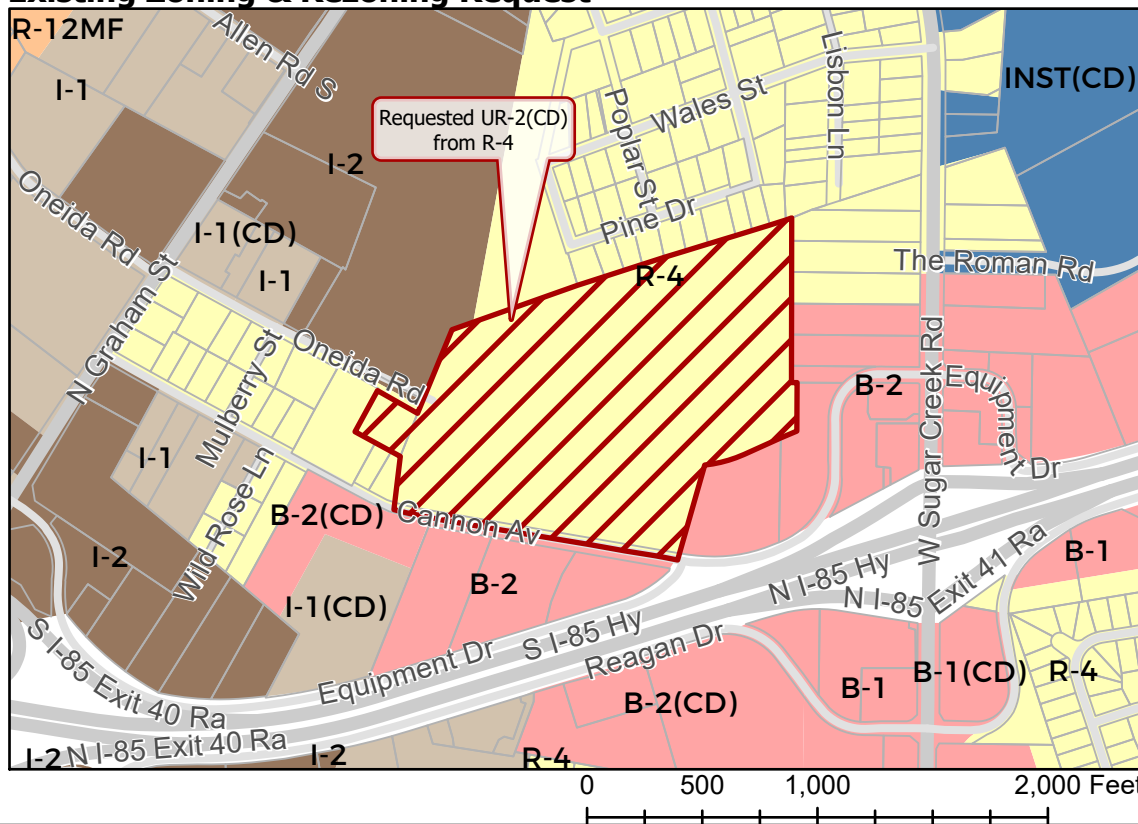 Existing Zoning & Rezoning Request
R-12MF
I-1
Allen Rd S
I-2
Requested UR-2(CD)
from R-4
Poplar St
Wales St
Lisbon Ln
INST(CD)
Oneida Rd
I-1(CD)
I-1
Pine Dr
R-4
The Roman Rd
N Graham St
Mulberry St
Oneida Rd
B-2
Equipment Dr
W Sugar Creek Rd
I-1
Wild Rose Ln
B-2(CD)
Cannon Av
I-2
I-1(CD)
B-2
N I-85 Hy
N I-85 Exit 41 Ra
B-1
S I-85 Exit 40 Ra
Equipment Dr
S I-85 Hy
Reagan Dr
B-2(CD)
B-1
B-1(CD)
R-4
I-2
N I-85 Exit 40 Ra
I-2
R-4
0 500 1,000 2,000 Feet